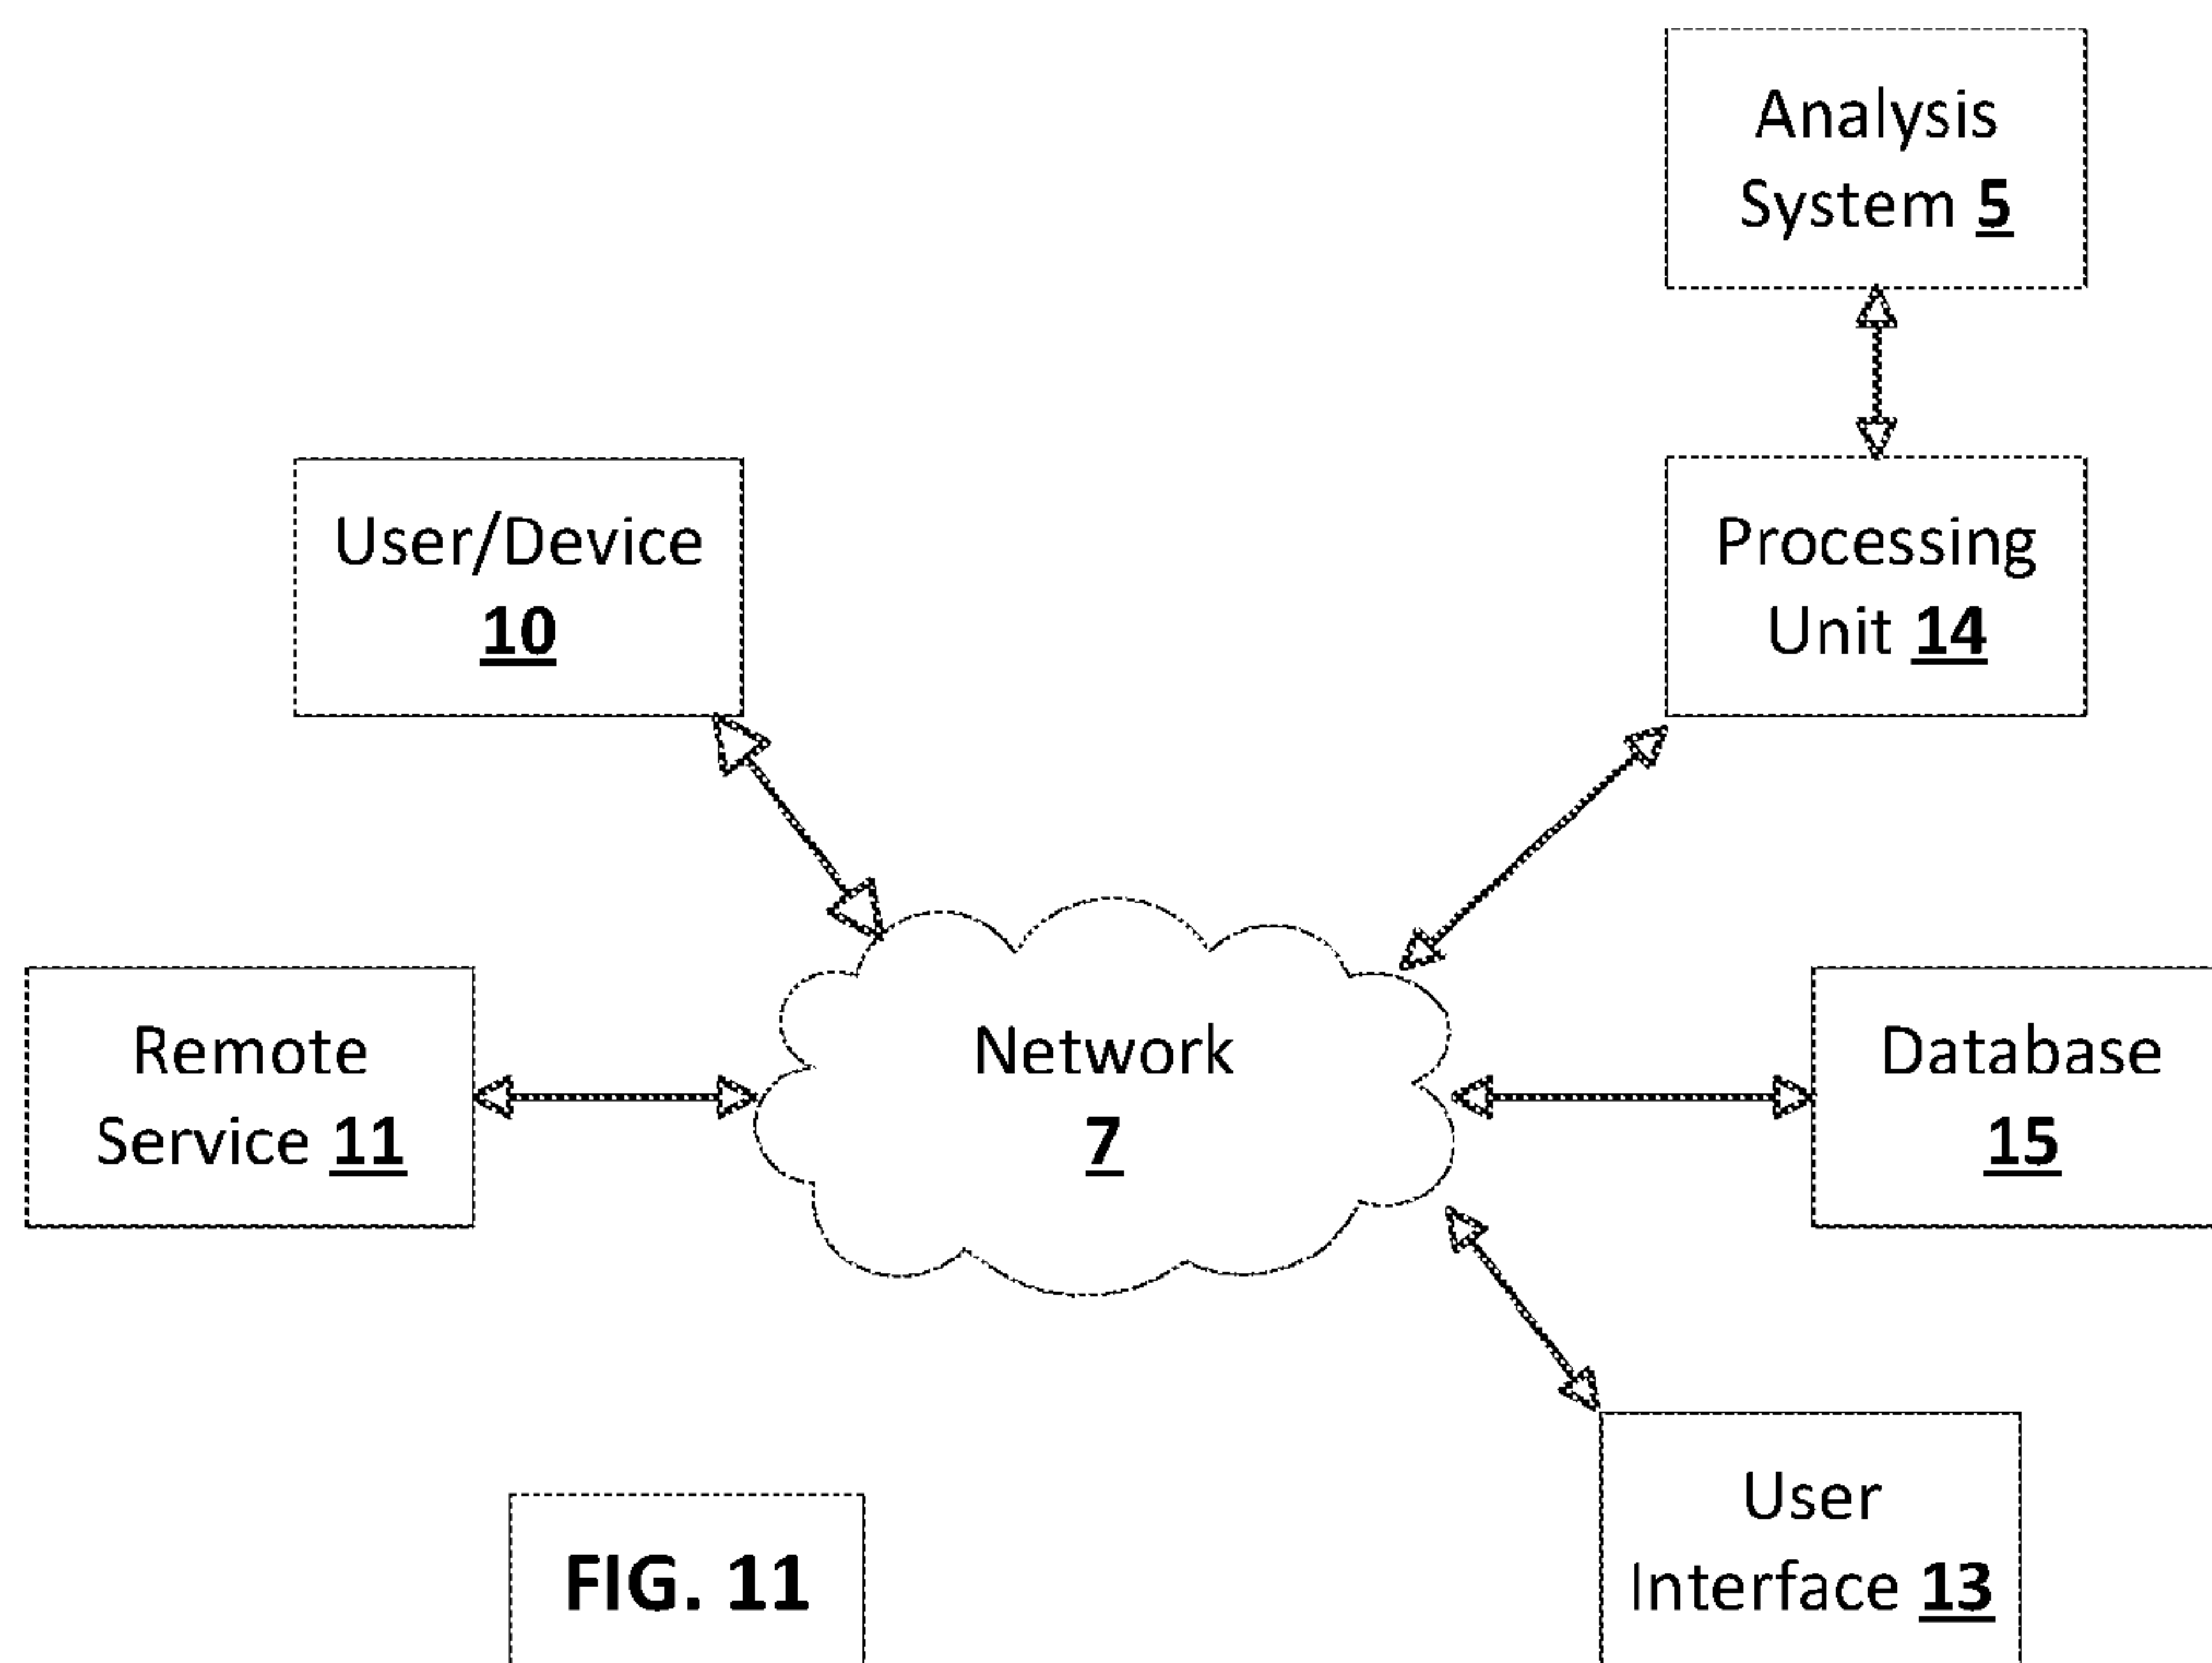 Analysis
System 5
User/Device
10
Processing
Unit 14
Remote
Service 11
Network
7
Database
15
User
Interface 13
FIG. 11